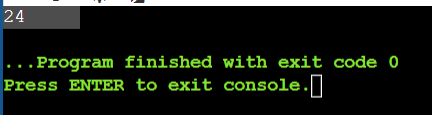 24
...Program finished with exit code 0
Press ENTER to exit console.